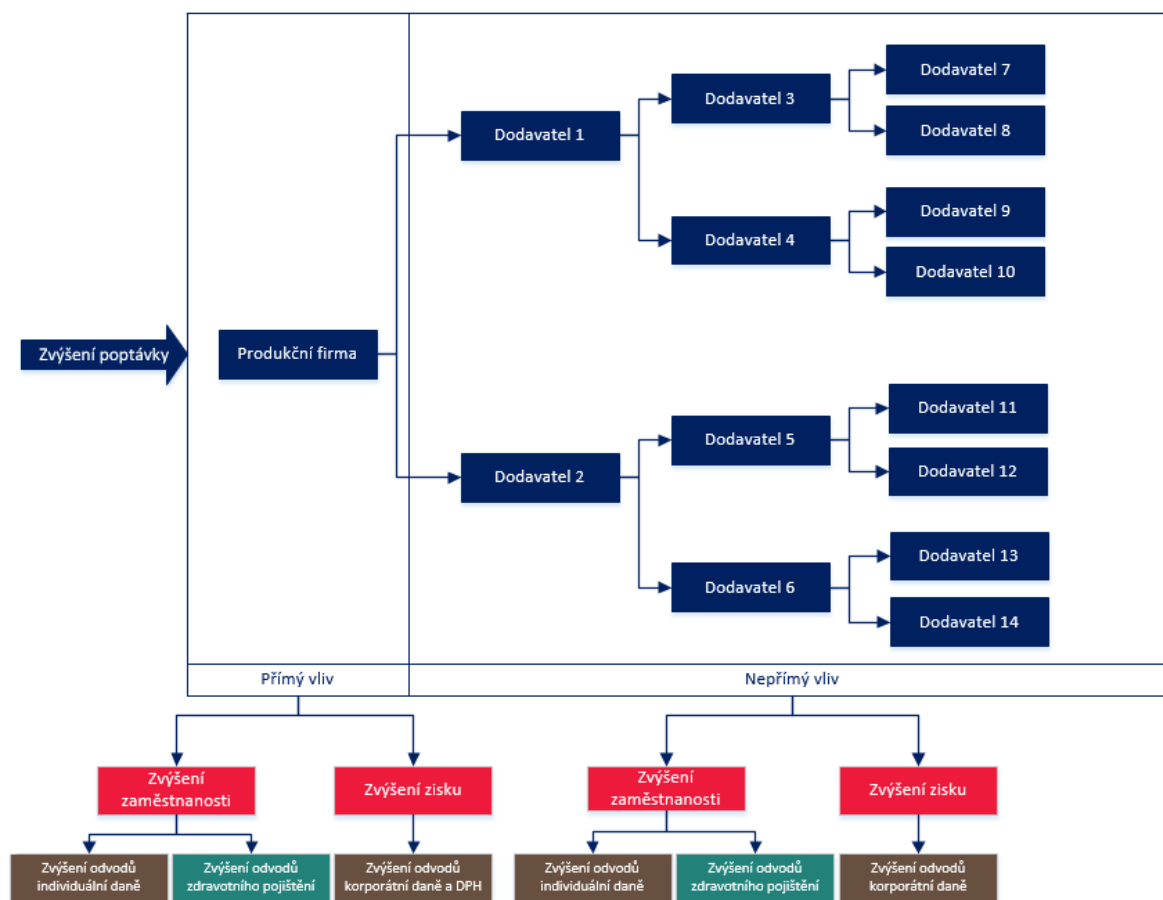 Zvýšení poptávky
Produkční firma
Dodavatel 1
Dodavatel 2
Dodavatel 3
Dodavatel 4
Dodavatel 5
Dodavatel 6
Dodavatel 7
Dodavatel 8
Dodavatel 9
Dodavatel 10
Dodavatel 11
Dodavatel 12
Dodavatel 13
Dodavatel 14
Přímý vliv
Nepřímý vliv
Zvýšení
zaměstnanosti
Zvýšení zisku
Zvýšení
zaměstnanosti
Zvýšení zisku
Zvýšení odvodů
individuální daně
Zvýšení odvodů
zdravotního pojištění
Zvýšení odvodů
korporátní daně a DPH
Zvýšení odvodů
individuální daně
Zvýšení odvodů
zdravotního pojištění
Zvýšení odvodů
korporátní daně